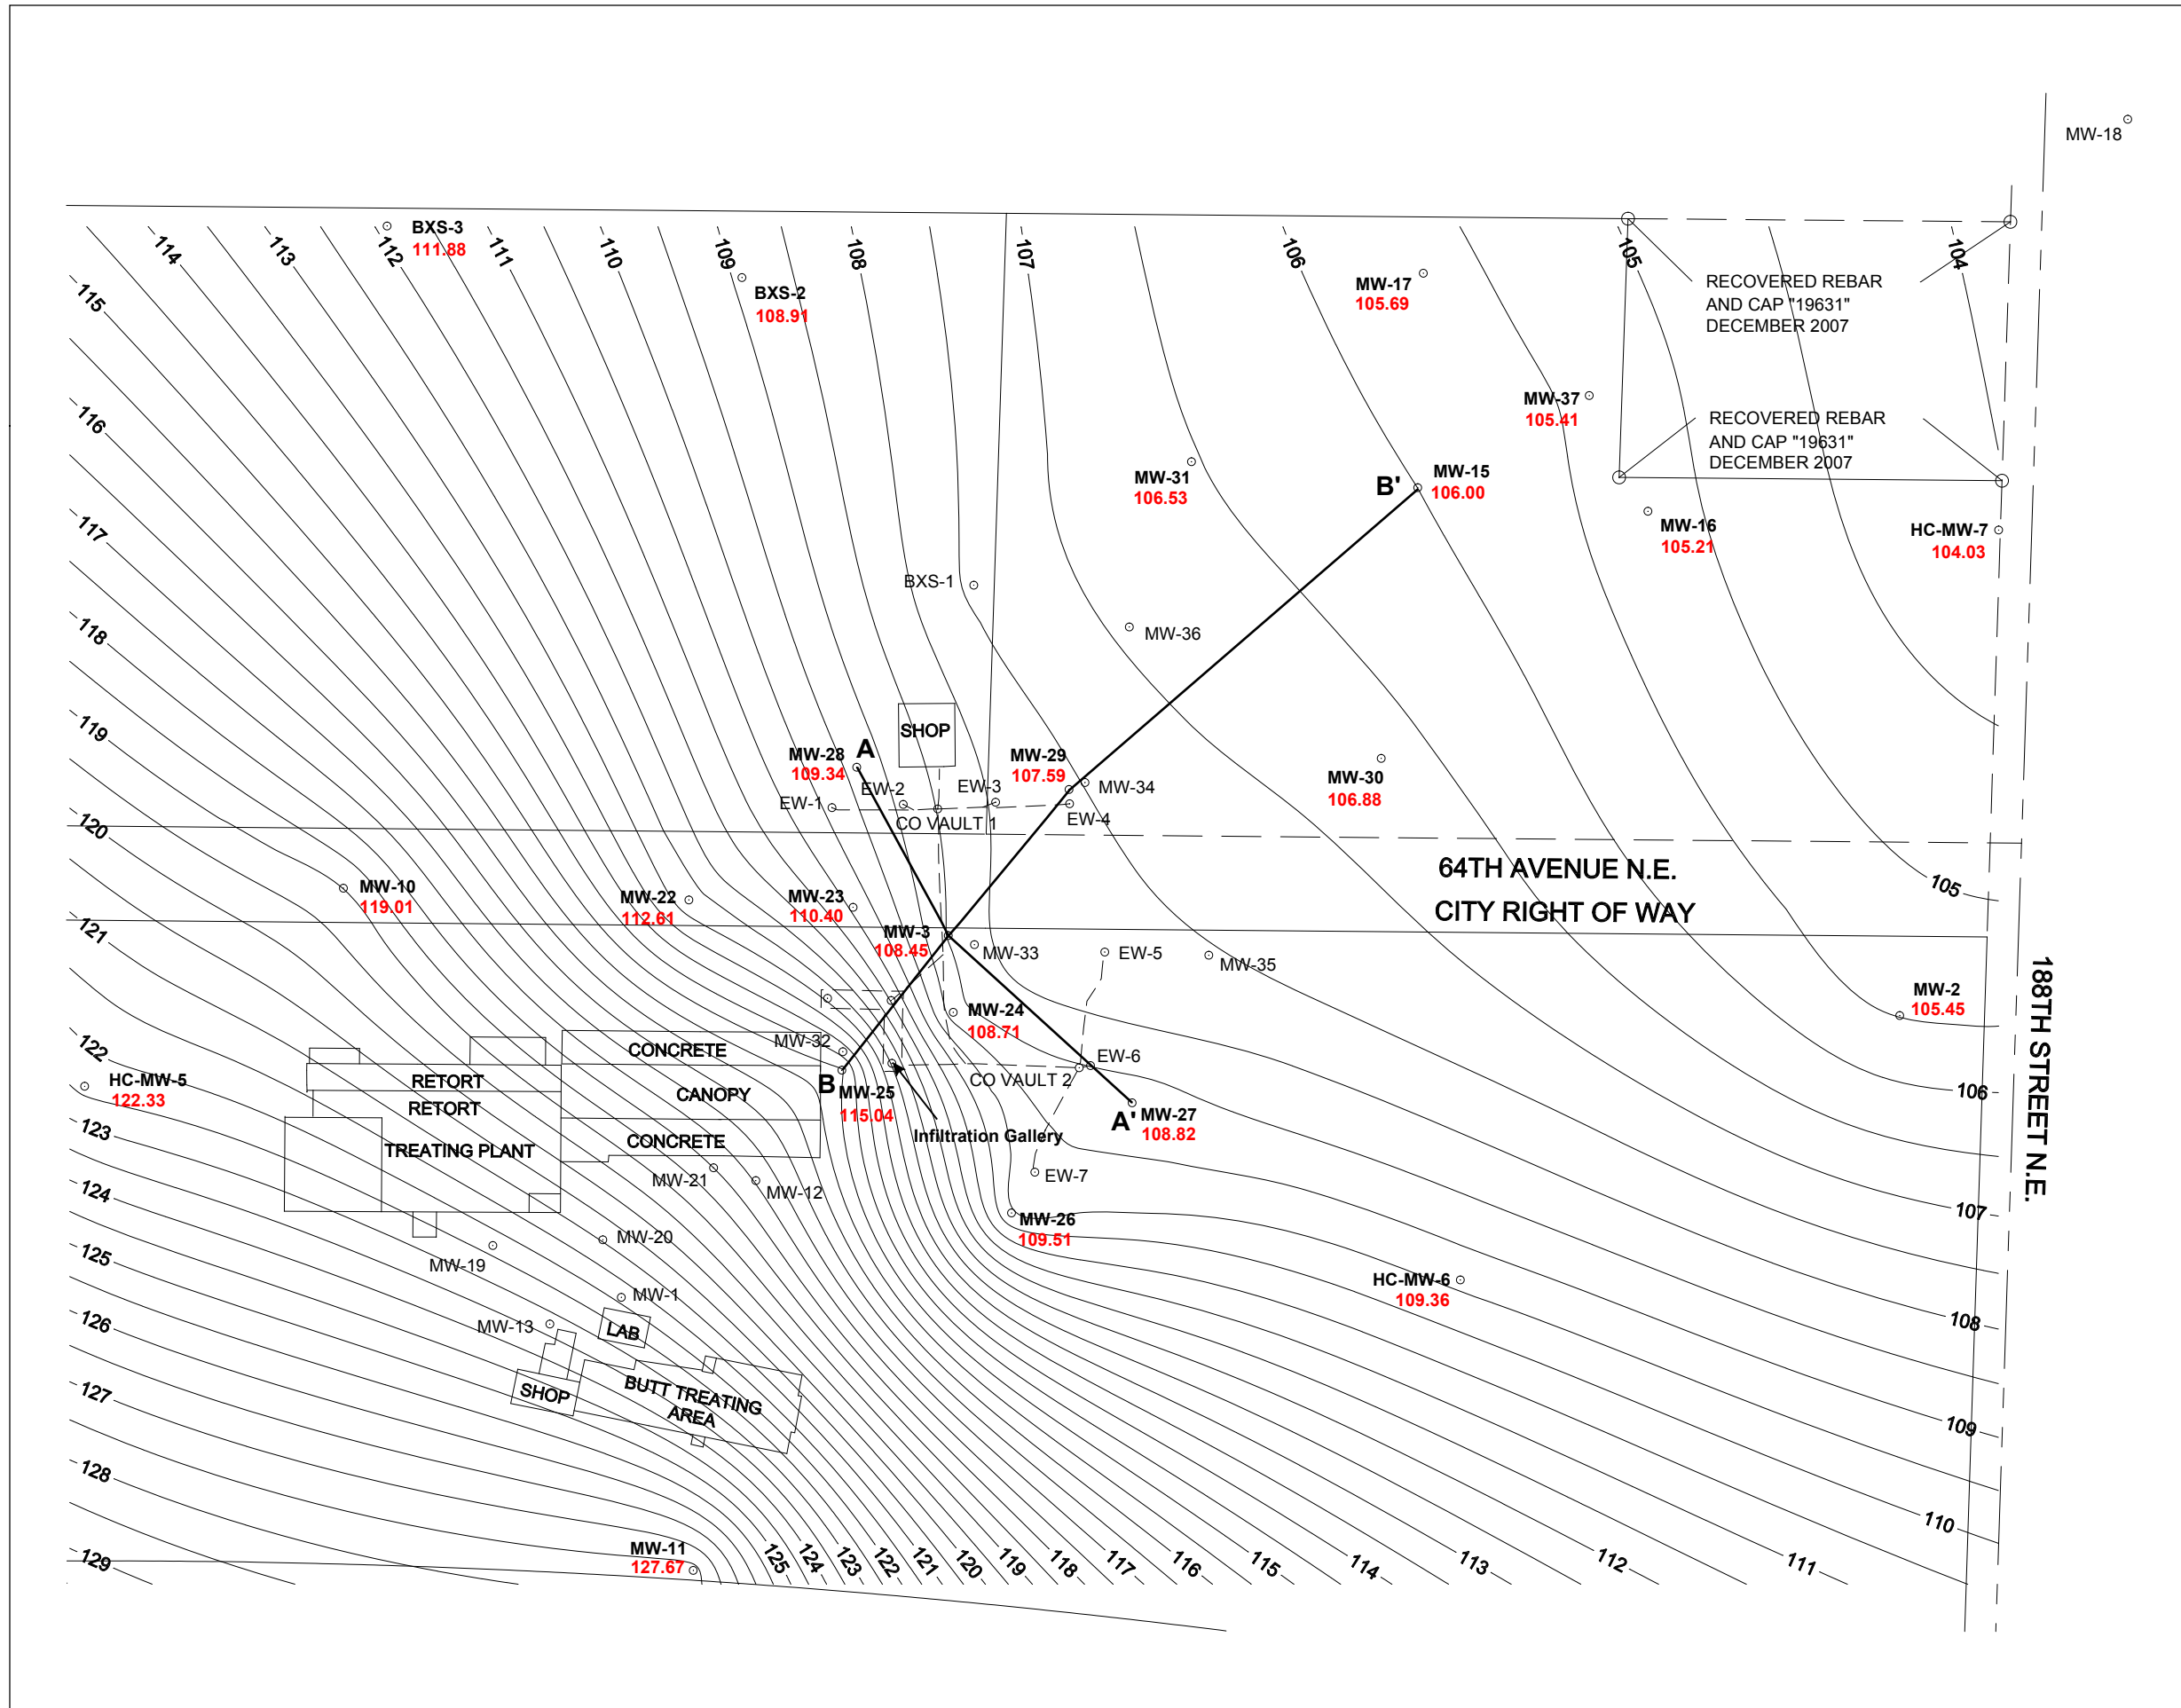 MW-18
BXS-3
111.88
114
113
112
111
110
109
108
107
106
105
104
BXS-2
108.91
MW-17
105.69
RECOVERED REBAR
AND CAP "19631"
DECEMBER 2007
115
116
MW-37
105.41
RECOVERED REBAR
AND CAP "19631"
DECEMBER 2007
MW-31
106.53
B'
MW-15
106.00
MW-16
105.21
HC-MW-7
104.03
117
BXS-1
MW-36
118
119
SHOP
MW-28
109.34
A
EW-1
EW-2
EW-3
MW-29
107.59
MW-34
EW-4
CO VAULT 1
MW-30
106.88
120
64TH AVENUE N.E.
CITY RIGHT OF WAY
105
MW-10
119.01
MW-22
112.61
MW-23
110.40
MW-3
108.45
MW-33
EW-5
MW-35
121
188TH STREET N.E.
MW-2
105.45
MW-24
108.71
122
MW-32
CONCRETE
RETORT
RETORT
CANOPY
TREATING PLANT
CONCRETE
HC-MW-5
122.33
B
MW-25
115.04
EW-6
CO VAULT 2
A'
MW-27
108.82
Infiltration Gallery
106
123
124
MW-21
MW-12
EW-7
MW-26
109.51
107
125
MW-20
MW-19
MW-1
MW-13
LAB
HC-MW-6
109.36
126
108
127
SHOP
BUTT TREATING
AREA
109
128
110
129
MW-11
127.67
125
124
123
122
121
120
119
118
117
116
115
114
113
112
111